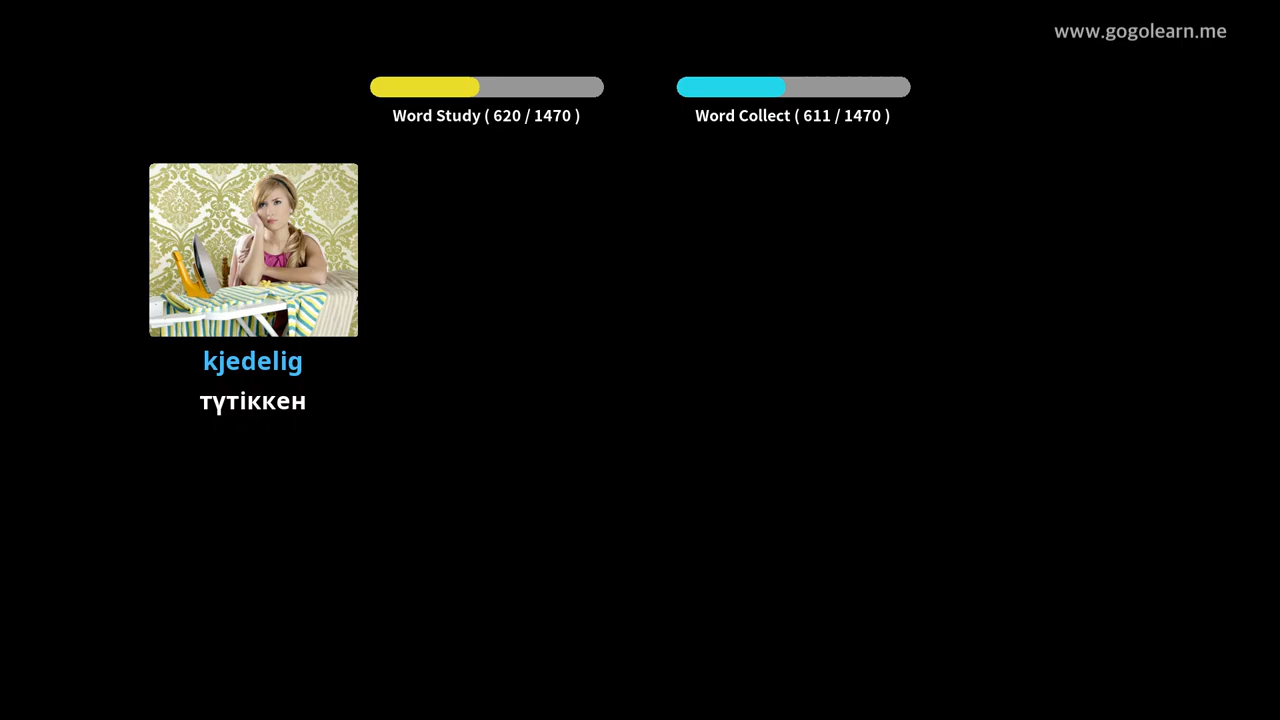 www.gogolearn.me
Word Study ( 620 / 1470 )
Word Collect ( 611 / 1470 )
kjedelig
түтіккен